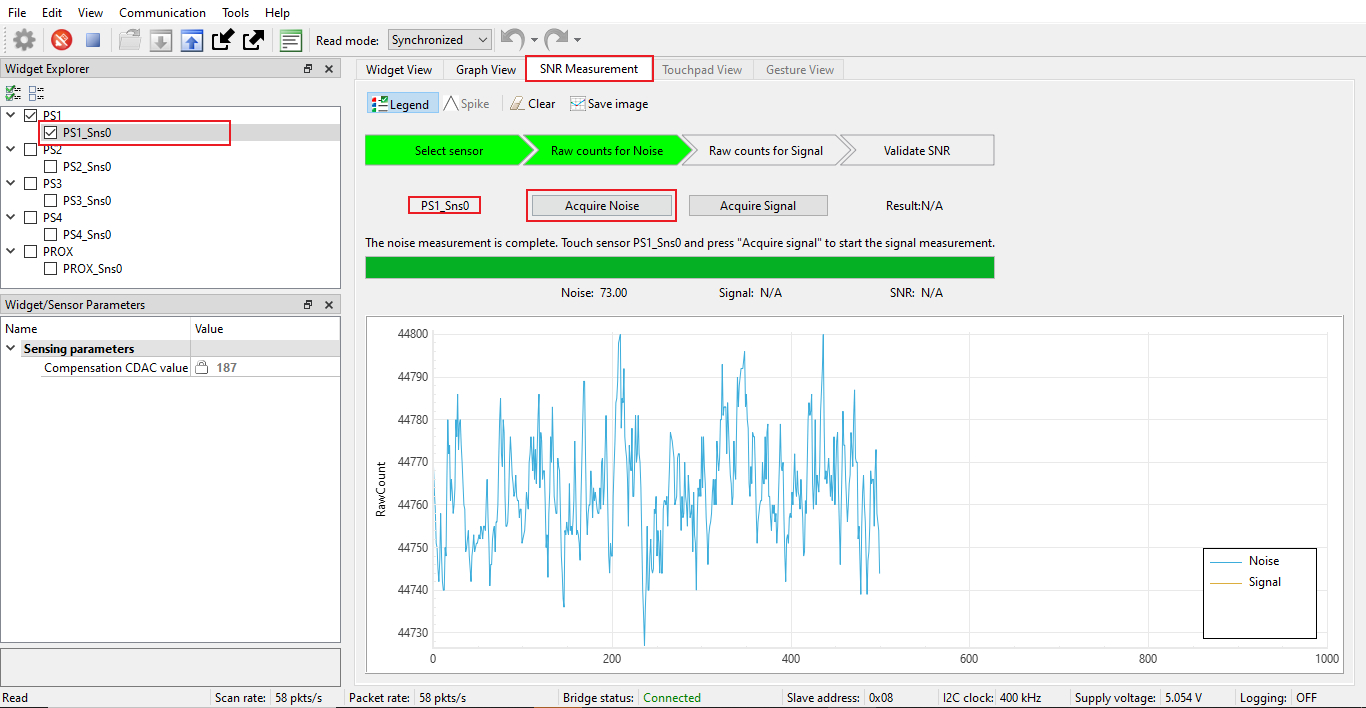 File Edit View Communication Tools Help
Read mode: Synchronized
Widget Explorer
PS1
PS1_Sns0
PS2
PS2_Sns0
PS3
PS3_Sns0
PS4
PS4_Sns0
PROX
PROX_Sns0
Widget/Sensor Parameters
Name Value
Sensing parameters
Compensation CDAC value 187
Widget View Graph View SNR Measurement Touchpad View Gesture View
Legend Spike Clear Save image
Select sensor Raw counts for Noise Raw counts for Signal Validate SNR
PS1_Sns0 Acquire Noise Acquire Signal Result:N/A
The noise measurement is complete. Touch sensor PS1_Sns0 and press "Acquire signal" to start the signal measurement.
Noise: 73.00 Signal: N/A SNR: N/A
RawCount
44800
44790
44780
44770
44760
44750
44740
44730
0 200 400 600 800 1000
Noise
Signal
Read Scan rate: 58 pkts/s Packet rate: 58 pkts/s Bridge status: Connected Slave address: 0x08 I2C clock: 400 kHz Supply voltage: 5.054 V Logging: OFF